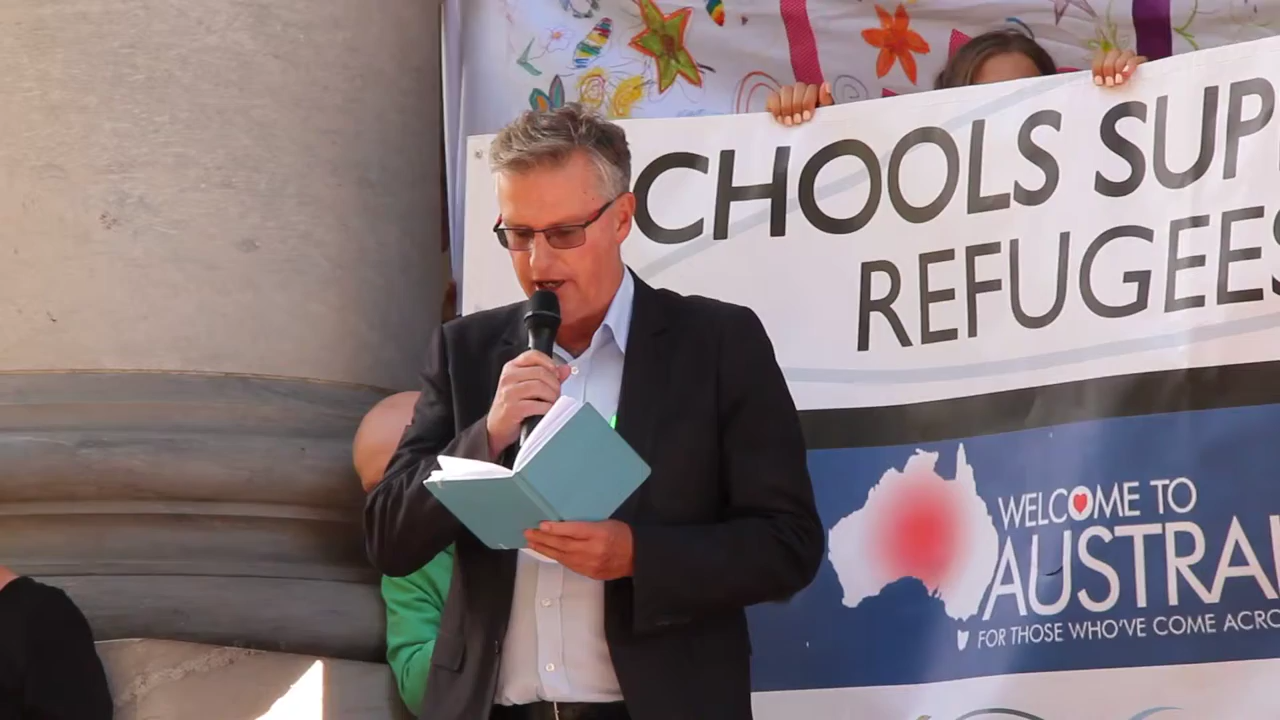 CHOOLS SUP
REFUGEES
WELCOME TO
AUSTRA
FOR THOSE WHO'VE COME ACRO